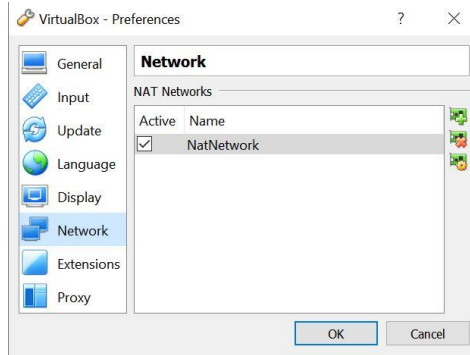 VirtualBox - Preferences ?
General
Input
Update
Language
Display
Network
Extensions
Proxy
Network
NAT Networks
Active Name
NatNetwork
OK Cancel